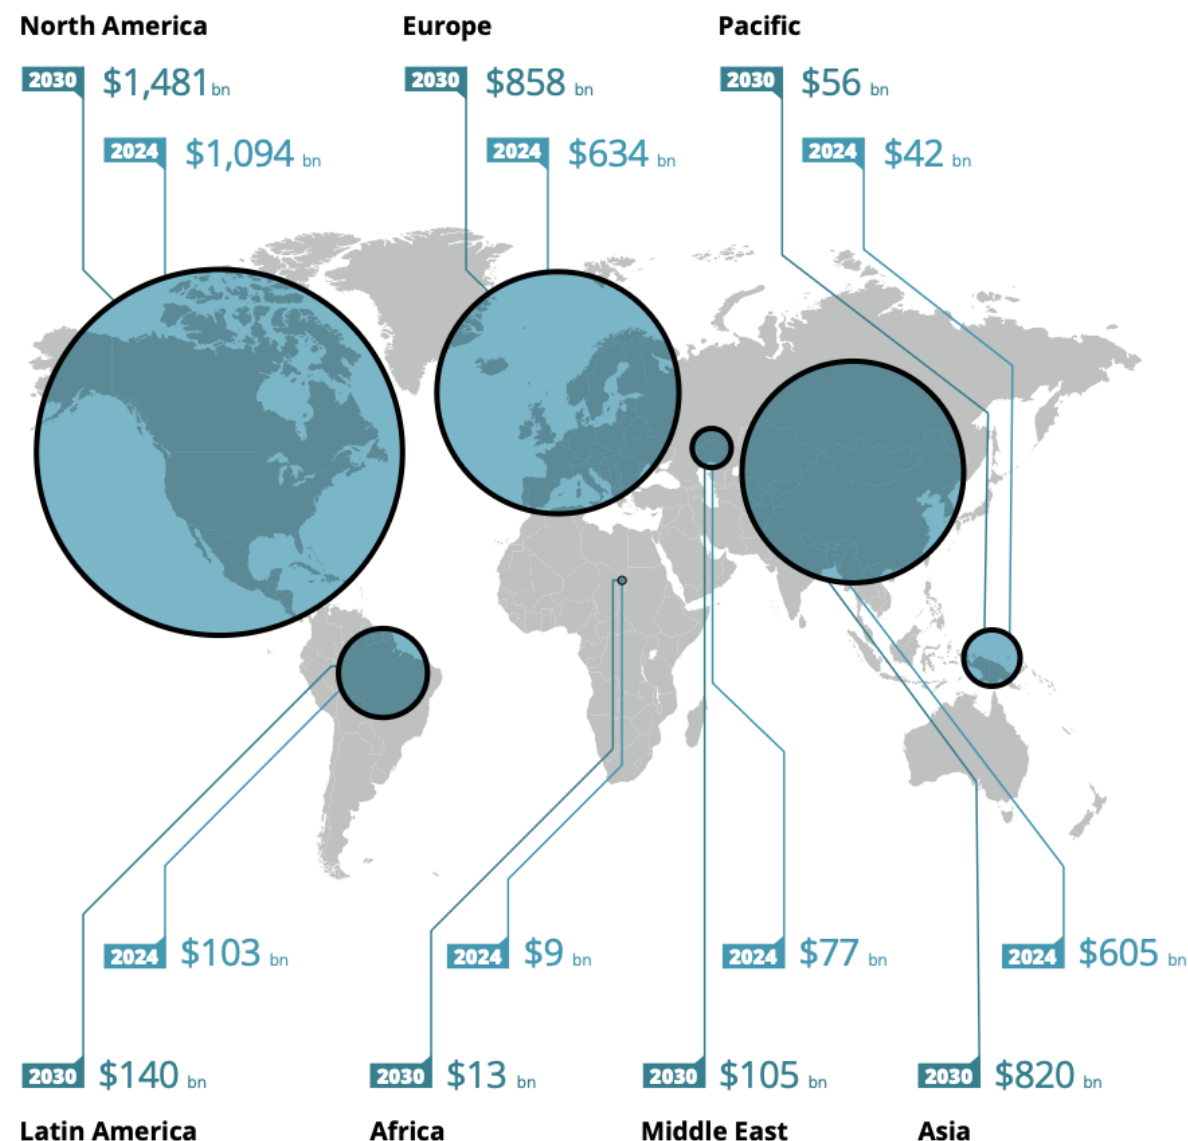 North America
Europe
Pacific
2030 $1,481 bn
2030 $858 bn
2030 $56 bn
2024 $1,094 bn
2024 $634 bn
2024 $42 bn
2024 $103 bn
2024 $9 bn
2024 $77 bn
2024 $605 bn
2030 $140 bn
2030 $13 bn
2030 $105 bn
2030 $820 bn
Latin America
Africa
Middle East
Asia